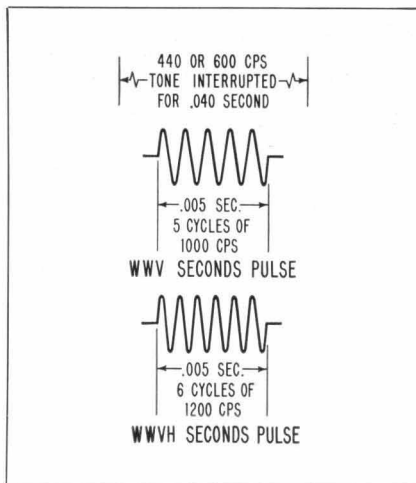 440 OR 600 CPS
TONE INTERRUPTED
FOR .040 SECOND
.005 SEC.
5 CYCLES OF
1000 CPS
WWV SECONDS PULSE
.005 SEC.
6 CYCLES OF
1200 CPS
WWVH SECONDS PULSE